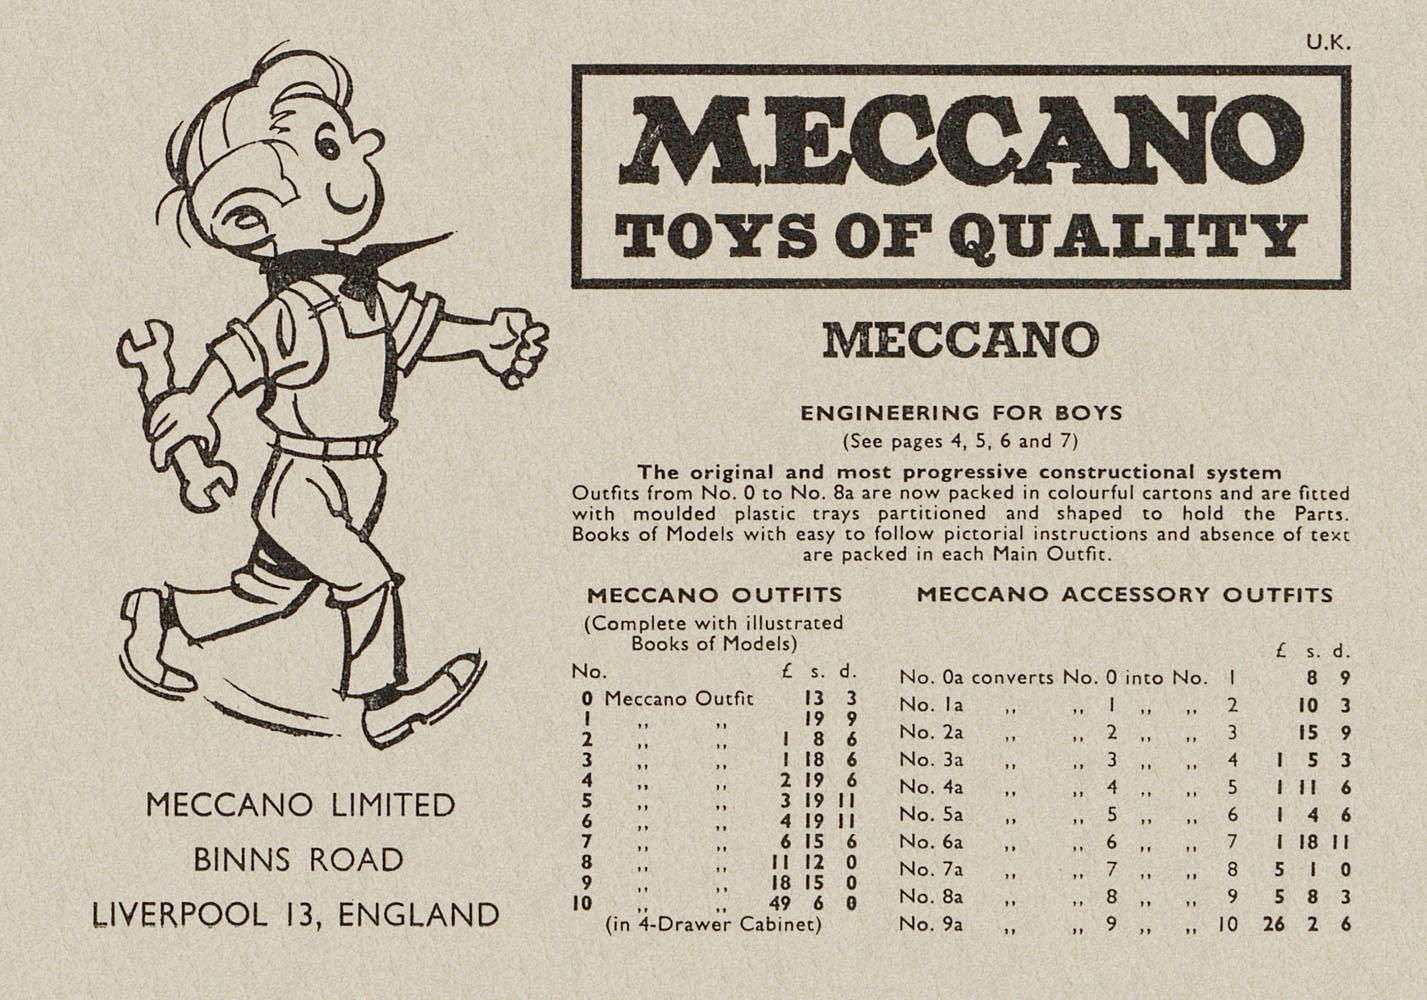 U.K.
MECCANO
TOYS OF QUALITY
MECCANO
ENGINEERING FOR BOYS
(See pages 4, 5, 6 and 7)
The original and most progressive constructional system
Outfits from No. 0 to No. 8a are now packed in colourful cartons and are fitted
with moulded plastic trays partitioned and shaped to hold the Parts.
Books of Models with easy to follow pictorial instructions and absence of text
are packed in each Main Outfit.
MECCANO OUTFITS
(Complete with illustrated
Books of Models)
No. £ s. d.
0 Meccano Outfit 13 3
1 ,, ,, 19 9
2 ,, ,, 1 8 6
3 ,, ,, 1 18 6
4 ,, ,, 2 19 6
5 ,, ,, 3 19 11
6 ,, ,, 4 19 11
7 ,, ,, 6 15 6
8 ,, ,, 11 12 0
9 ,, ,, 18 15 0
10 ,, ,, 49 6 0
(in 4-Drawer Cabinet)
MECCANO ACCESSORY OUTFITS
£ s. d.
No. 0a converts No. 0 into No. 1 8 9
No. 1a ,, ,, 1 ,, ,, 2 10 3
No. 2a ,, ,, 2 ,, ,, 3 15 9
No. 3a ,, ,, 3 ,, ,, 4 1 5 3
No. 4a ,, ,, 4 ,, ,, 5 1 11 6
No. 5a ,, ,, 5 ,, ,, 6 1 4 6
No. 6a ,, ,, 6 ,, ,, 7 1 18 11
No. 7a ,, ,, 7 ,, ,, 8 5 1 0
No. 8a ,, ,, 8 ,, ,, 9 5 8 3
No. 9a ,, ,, 9 ,, ,, 10 26 2 6
MECCANO LIMITED
BINNS ROAD
LIVERPOOL 13, ENGLAND